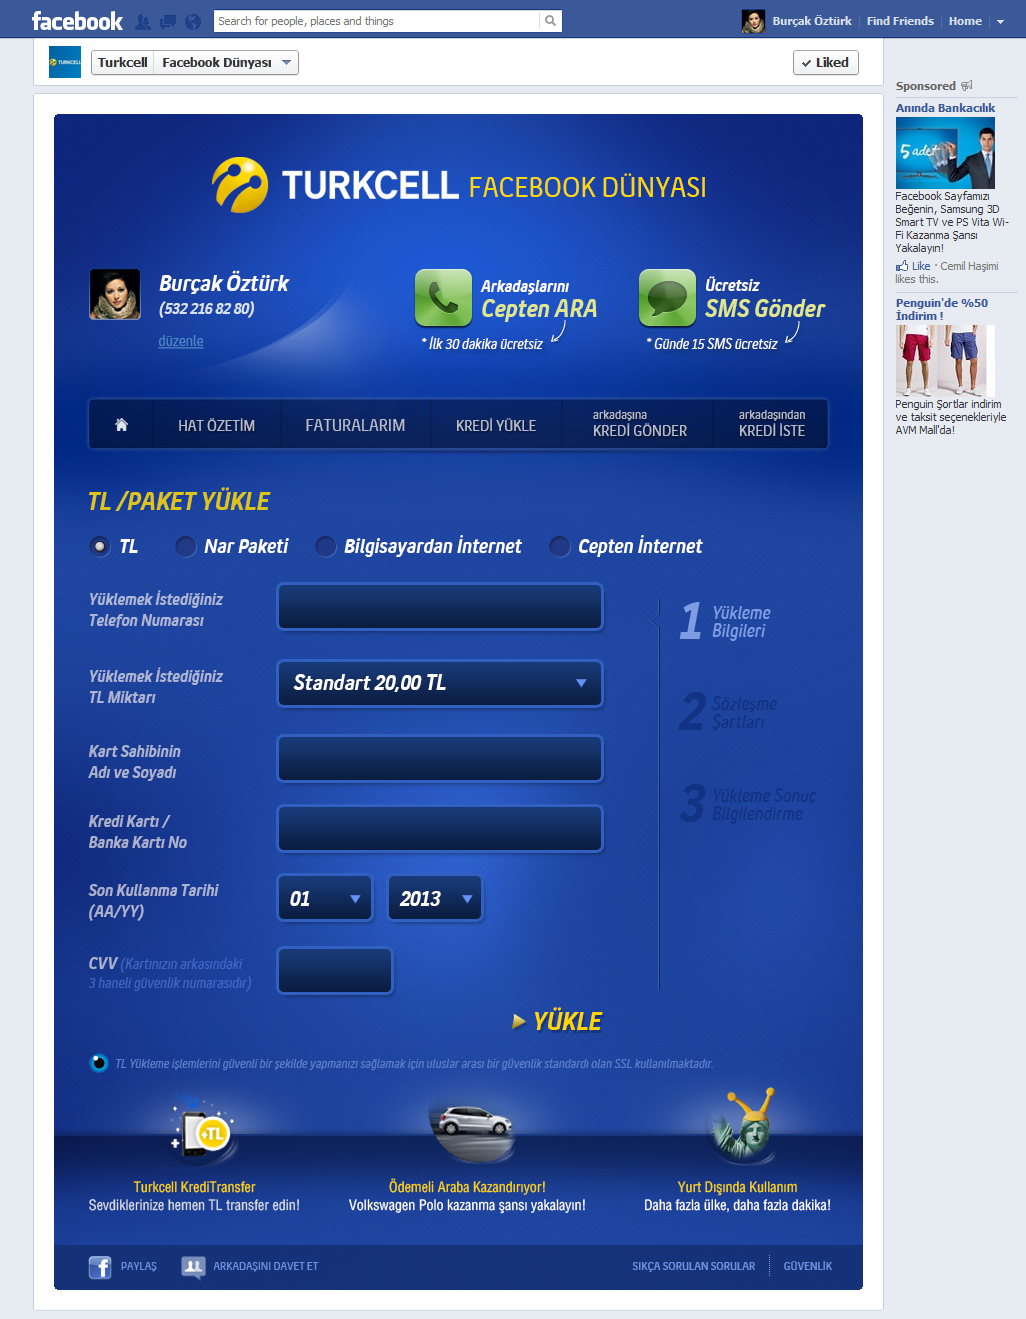 facebook
Search for people, places and things
Burçak Öztürk
Find Friends
Home
TURKCELL
Turkcell
Facebook Dünyası
Liked
Sponsored
Anında Bankacılık
5 adet
Facebook Sayfamızı
Beğenin, Samsung 3D
Smart TV ve PS Vita Wi-
Fi Kazanma Şansı
Yakalayın!
Like · Cemil Haşimi
likes this.
Penguin'de %50
İndirim !
Penguin Şortlar indirim
ve taksit seçenekleriyle
AVM Mall'da!
TURKCELL FACEBOOK DÜNYASI
Burçak Öztürk
(532 216 82 80)
düzenle
Arkadaşlarını
Cepten ARA
* İlk 30 dakika ücretsiz
Ücretsiz
SMS Gönder
* Günde 15 SMS ücretsiz
HAT ÖZETİM
FATURALARIM
KREDİ YÜKLE
arkadaşına
KREDİ GÖNDER
arkadaşından
KREDİ İSTE
TL /PAKET YÜKLE
TL
Nar Paketi
Bilgisayardan İnternet
Cepten İnternet
Yüklemek İstediğiniz
Telefon Numarası
Yüklemek İstediğiniz
TL Miktarı
Standart 20,00 TL
Kart Sahibinin
Adı ve Soyadı
Kredi Kartı /
Banka Kartı No
Son Kullanma Tarihi
(AA/YY)
01
2013
CVV (Kartınızın arkasındaki
3 haneli güvenlik numarasıdır)
1 Yükleme
Bilgileri
2 Sözleşme
Şartları
3 Yükleme Sonuç
Bilgilendirme
YÜKLE
TL Yükleme işlemlerini güvenli bir şekilde yapmanızı sağlamak için uluslar arası bir güvenlik standardı olan SSL kullanılmaktadır.
+TL
Turkcell KrediTransfer
Sevdiklerinize hemen TL transfer edin!
Ödemeli Araba Kazandırıyor!
Volkswagen Polo kazanma şansı yakalayın!
Yurt Dışında Kullanım
Daha fazla ülke, daha fazla dakika!
PAYLAŞ
ARKADAŞINI DAVET ET
SIKÇA SORULAN SORULAR
GÜVENLİK